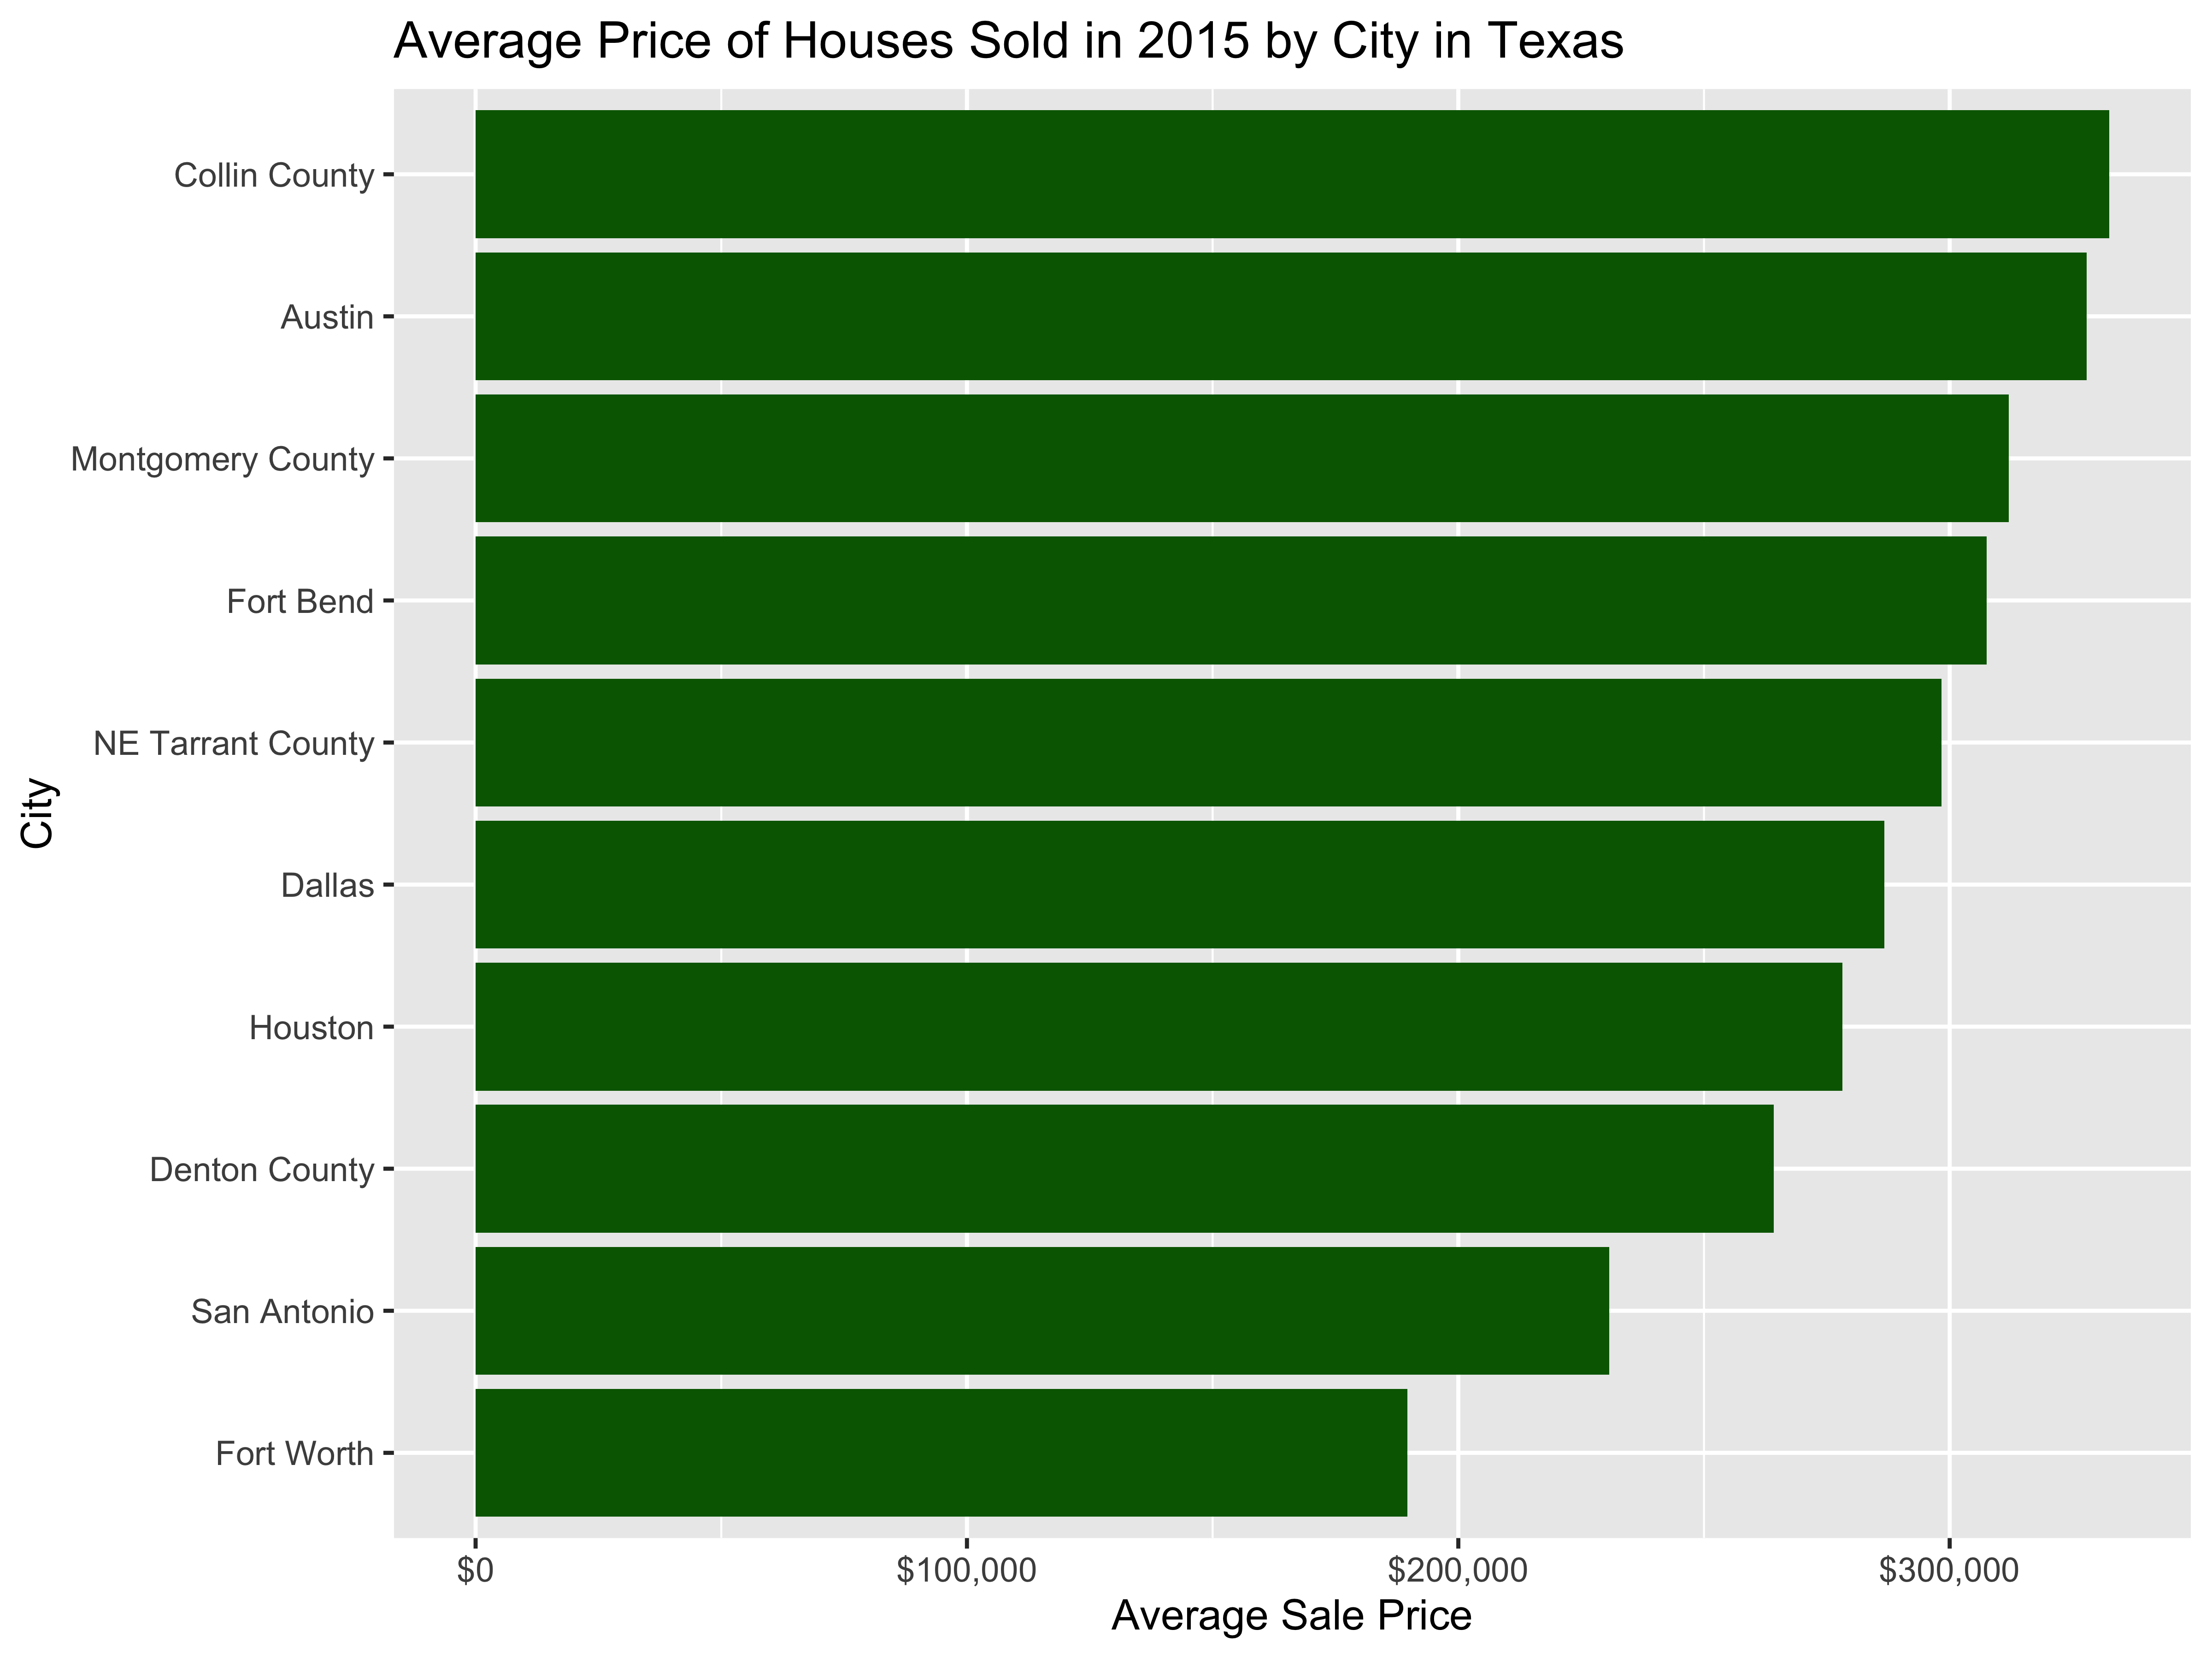 Average Price of Houses Sold in 2015 by City in Texas
Collin County
Austin
Montgomery County
Fort Bend
NE Tarrant County
Dallas
Houston
Denton County
San Antonio
Fort Worth
City
$0 $100,000 $200,000 $300,000
Average Sale Price